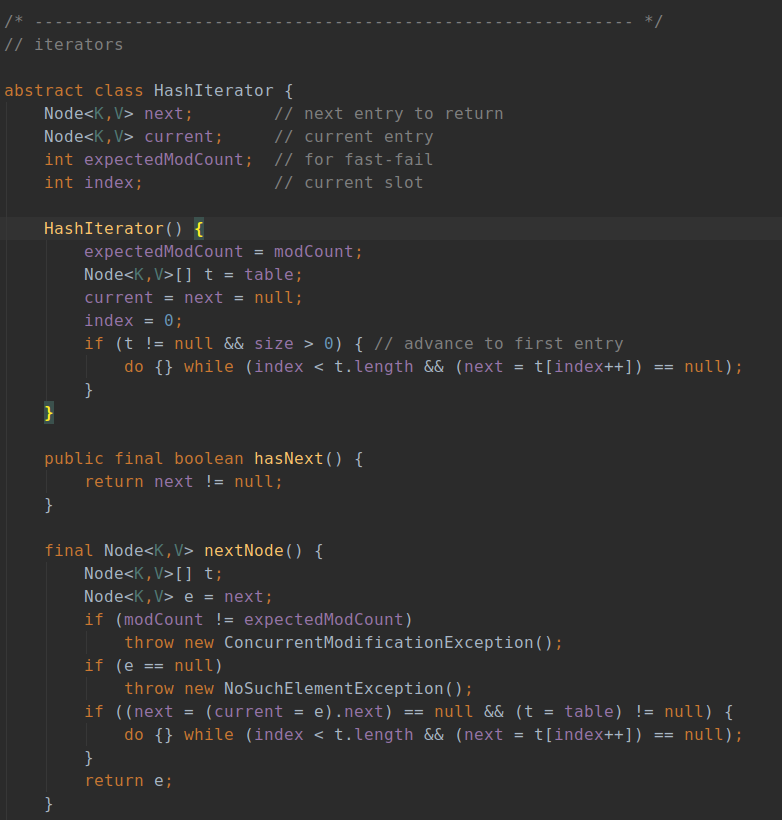 /* ------------------------------------------------------------ */
// iterators
abstract class HashIterator {
    Node<K,V> next;        // next entry to return
    Node<K,V> current;     // current entry
    int expectedModCount;  // for fast-fail
    int index;             // current slot
    HashIterator() {
        expectedModCount = modCount;
        Node<K,V>[] t = table;
        current = next = null;
        index = 0;
        if (t != null && size > 0) { // advance to first entry
            do {} while (index < t.length && (next = t[index++]) == null);
        }
    }
    public final boolean hasNext() {
        return next != null;
    }
    final Node<K,V> nextNode() {
        Node<K,V>[] t;
        Node<K,V> e = next;
        if (modCount != expectedModCount)
            throw new ConcurrentModificationException();
        if (e == null)
            throw new NoSuchElementException();
        if ((next = (current = e).next) == null && (t = table) != null) {
            do {} while (index < t.length && (next = t[index++]) == null);
        }
        return e;
    }